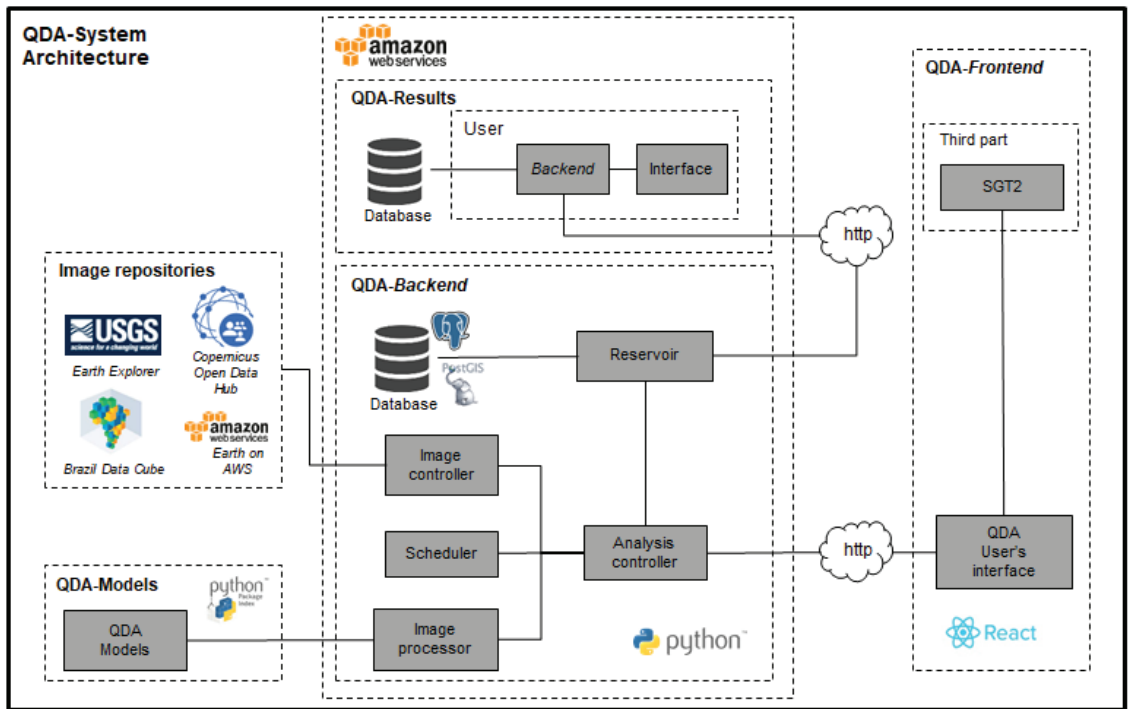 QDA-System
Architecture
amazon
webservices
QDA-Results
User
Database
Backend
Interface
http
QDA-Frontend
Third part
SGT2
Image repositories
USGS
science for a changing world
Earth Explorer
Copernicus
Open Data
Hub
Brazil Data Cube
amazon
webservices
Earth on
AWS
QDA-Backend
PostGIS
Database
Reservoir
Image
controller
Scheduler
Analysis
controller
Image
processor
python™
http
QDA
User's
interface
React
QDA-Models
python™
Package
Index
QDA
Models